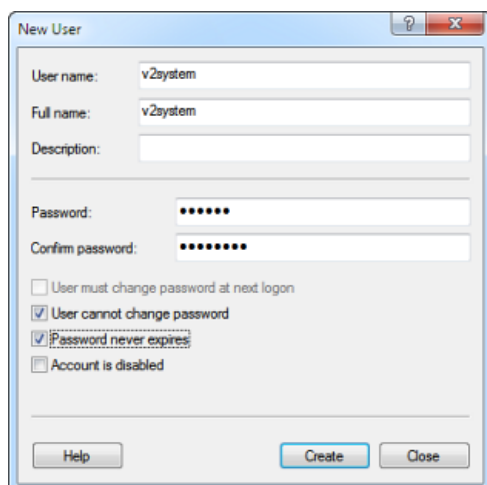 New User
User name: v2system
Full name: v2system
Description:
Password: ••••••
Confirm password: ••••••••
User must change password at next logon
User cannot change password
Password never expires
Account is disabled
Help Create Close